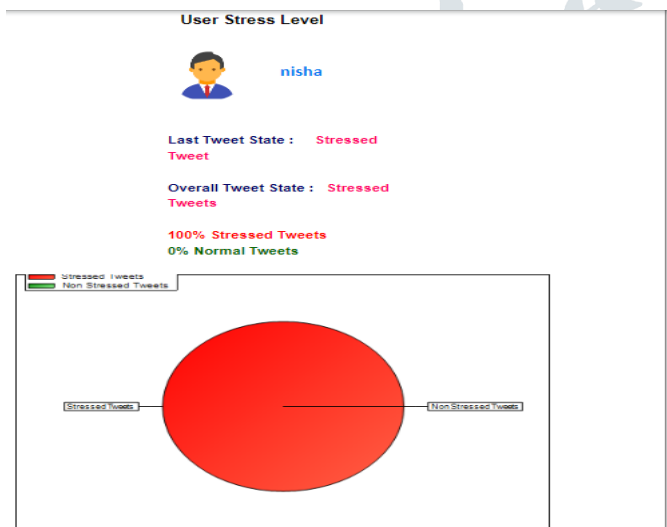 User Stress Level
nisha
Last Tweet State : Stressed
Tweet
Overall Tweet State : Stressed
Tweets
100% Stressed Tweets
0% Normal Tweets
Stressed Tweets
Non Stressed Tweets
Stressed Tweets
Non Stressed Tweets